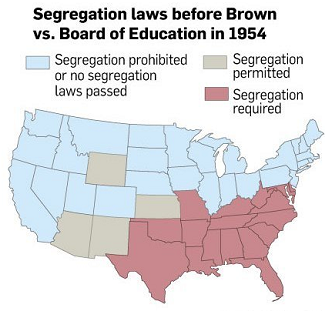 Segregation laws before Brown
vs. Board of Education in 1954
Segregation prohibited
or no segregation
laws passed
Segregation
permitted
Segregation
required